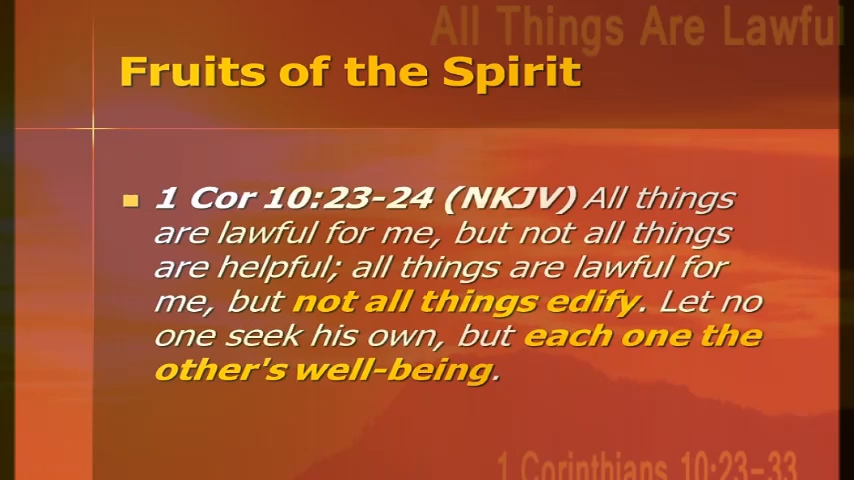 All Things Are Lawful
Fruits of the Spirit
1 Cor 10:23-24 (NKJV) All things
are lawful for me, but not all things
are helpful; all things are lawful for
me, but not all things edify. Let no
one seek his own, but each one the
other's well-being.
1 Corinthians 10:23-33